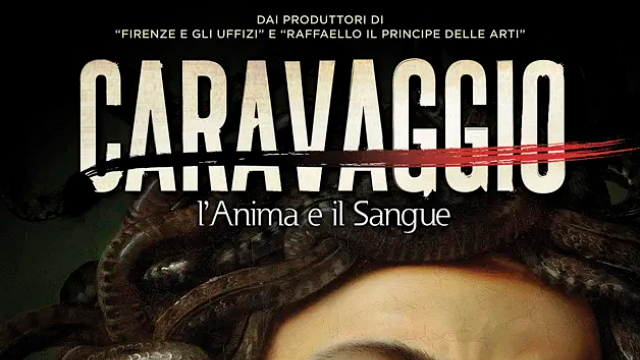 DAI PRODUTTORI DI
“FIRENZE E GLI UFFIZI” E “RAFFAELLO IL PRINCIPE DELLE ARTI”
CARAVAGGIO
l’Anima e il Sangue